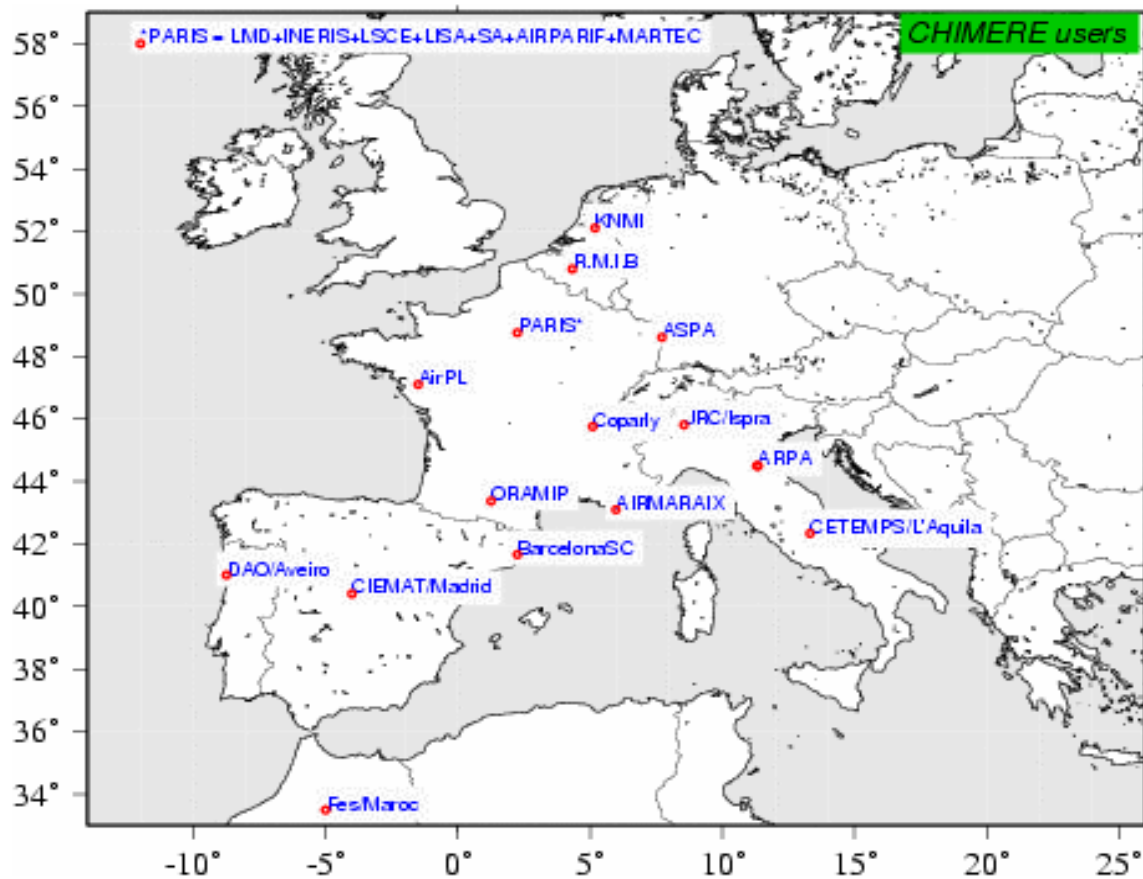 *PARIS = LMD+INERIS+LSCE+LISA+SA+AIRPARIF+MARTEC
CHIMERE users
58°
56°
54°
52°
50°
48°
46°
44°
42°
40°
38°
36°
34°
KNMI
R.M.I.B
PARIS*
ASPA
AirPL
Coparly
JRC/Ispra
ARPA
ORAMIP
AIRMARAIX
CETEMPS/L'Aquila
BarcelonaSC
DAO/Aveiro
CIEMAT/Madrid
Fes/Maroc
-10°
-5°
0°
5°
10°
15°
20°
25°